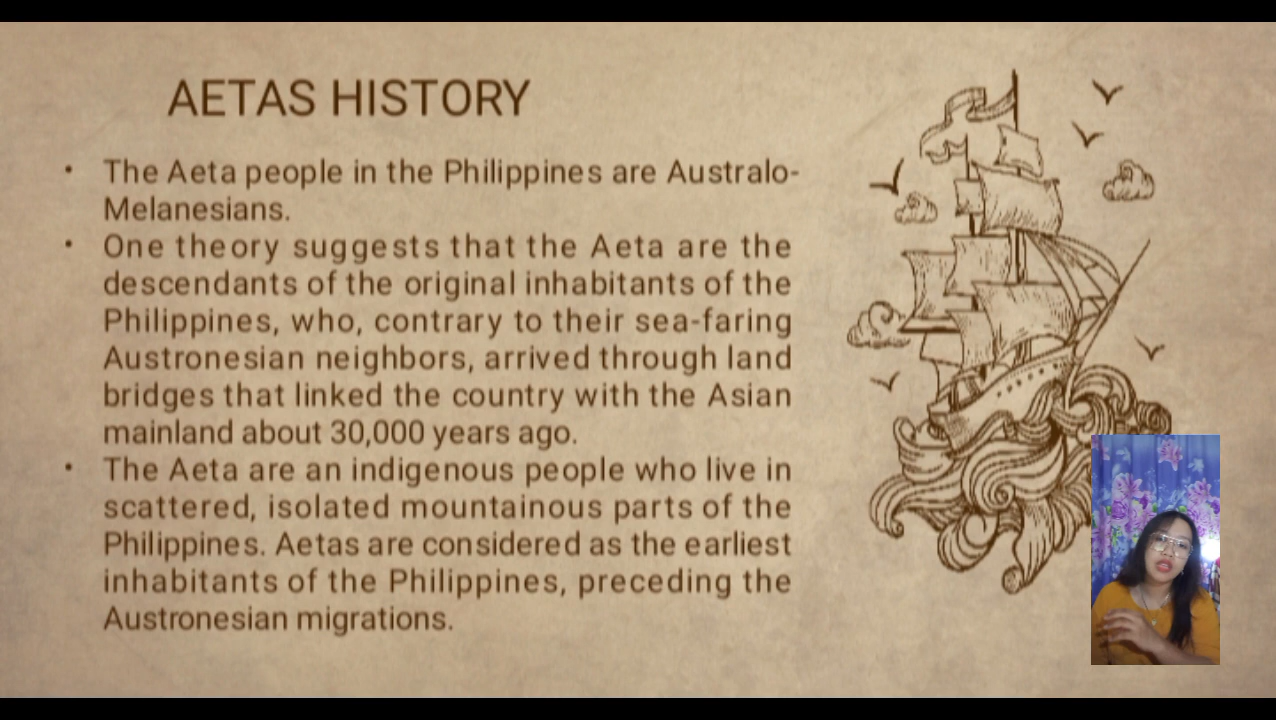 AETAS HISTORY
• The Aeta people in the Philippines are Australo-
Melanesians.
• One theory suggests that the Aeta are the
descendants of the original inhabitants of the
Philippines, who, contrary to their sea-faring
Austronesian neighbors, arrived through land
bridges that linked the country with the Asian
mainland about 30,000 years ago.
• The Aeta are an indigenous people who live in
scattered, isolated mountainous parts of the
Philippines. Aetas are considered as the earliest
inhabitants of the Philippines, preceding the
Austronesian migrations.